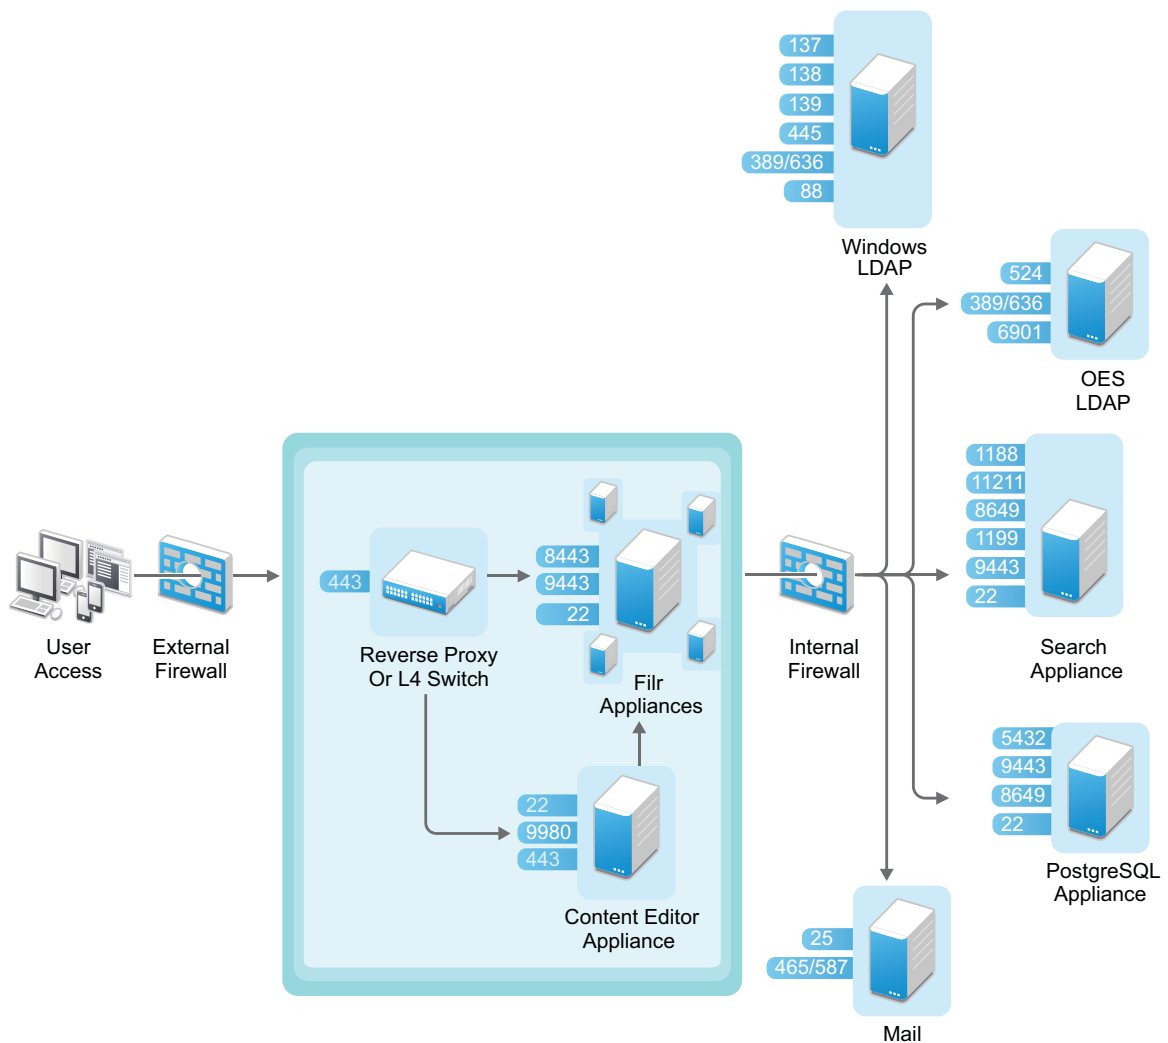 137
138
139
445
389/636
88
Windows
LDAP
524
389/636
6901
OES
LDAP
1188
11211
8649
1199
9443
22
Search
Appliance
User
Access
External
Firewall
443
Reverse Proxy
Or L4 Switch
8443
9443
22
Filr
Appliances
Internal
Firewall
22
9980
443
Content Editor
Appliance
5432
9443
8649
22
PostgreSQL
Appliance
25
465/587
Mail